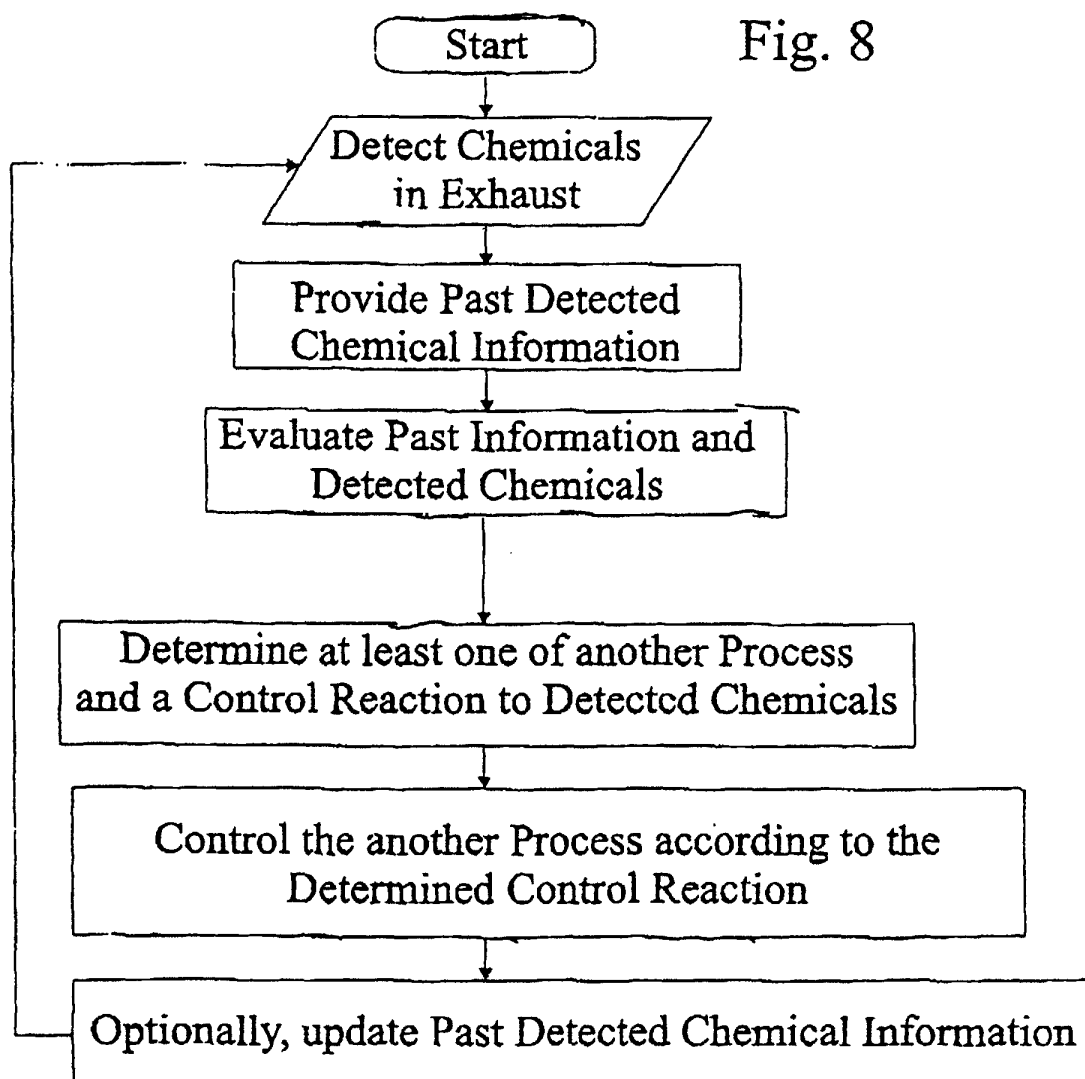 Start
Fig. 8
Detect Chemicals
in Exhaust
Provide Past Detected
Chemical Information
Evaluate Past Information and
Detected Chemicals
Determine at least one of another Process
and a Control Reaction to Detected Chemicals
Control the another Process according to the
Determined Control Reaction
Optionally, update Past Detected Chemical Information